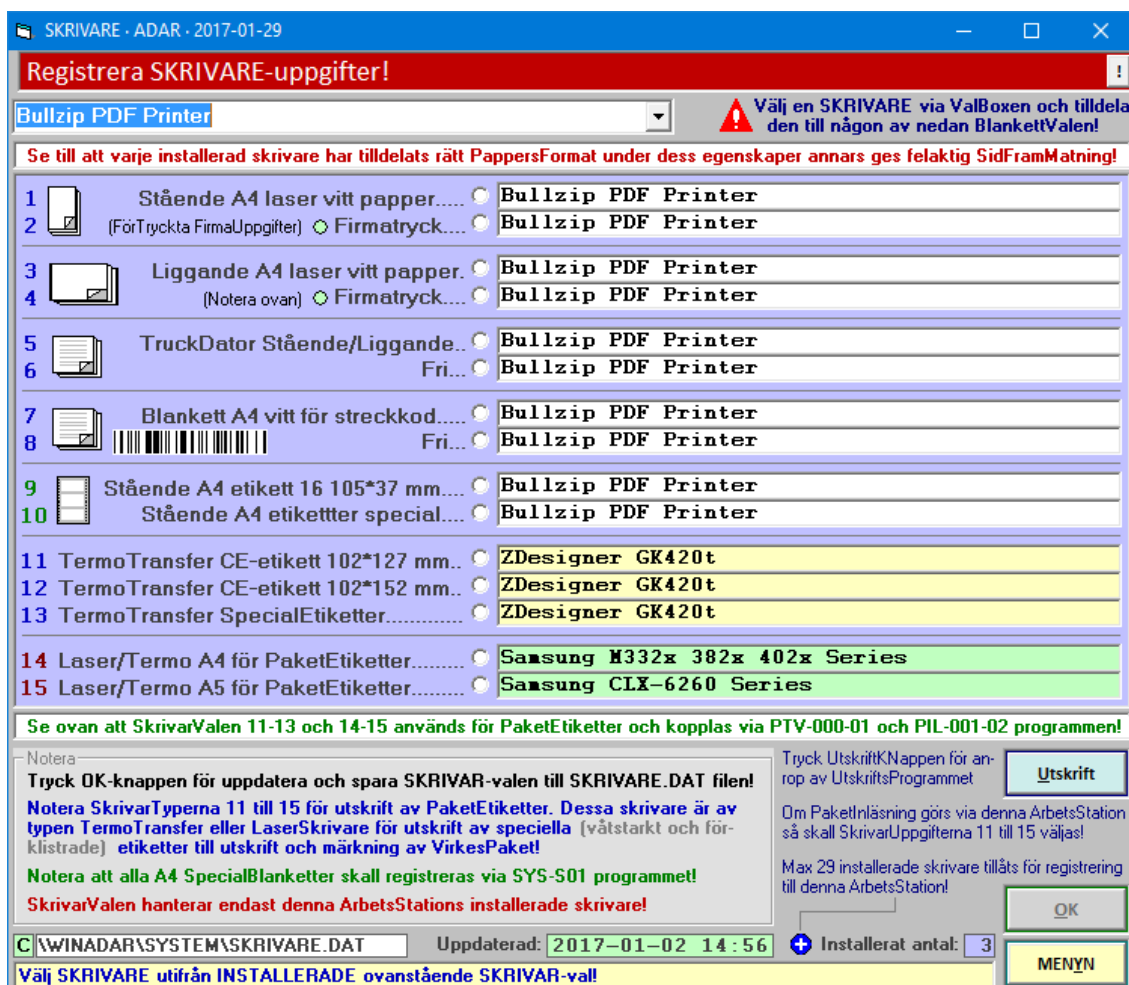 SKRIVARE - ADAR - 2017-01-29
Registrera SKRIVARE-uppgifter!
!
Bullzip PDF Printer
Välj en SKRIVARE via ValBoxen och tilldela
den till någon av nedan BlankettValen!
Se till att varje installerad skrivare har tilldelats rätt PappersFormat under dess egenskaper annars ges felaktig SidFramMatning!
1 Stående A4 laser vitt papper..... Bullzip PDF Printer
2 (FörTryckta FirmaUppgifter) Firmatryck.... Bullzip PDF Printer
3 Liggande A4 laser vitt papper. Bullzip PDF Printer
4 (Notera ovan) Firmatryck.... Bullzip PDF Printer
5 TruckDator Stående/Liggande.. Bullzip PDF Printer
6 Fri... Bullzip PDF Printer
7 Blankett A4 vitt för streckkod..... Bullzip PDF Printer
8 Fri... Bullzip PDF Printer
9 Stående A4 etikett 16 105*37 mm.... Bullzip PDF Printer
10 Stående A4 etikettter special.... Bullzip PDF Printer
11 TermoTransfer CE-etikett 102*127 mm.. ZDesigner GK420t
12 TermoTransfer CE-etikett 102*152 mm.. ZDesigner GK420t
13 TermoTransfer SpecialEtiketter............. ZDesigner GK420t
14 Laser/Termo A4 för PaketEtiketter......... Samsung M332x 382x 402x Series
15 Laser/Termo A5 för PaketEtiketter......... Samsung CLX-6260 Series
Se ovan att SkrivarValen 11-13 och 14-15 används för PaketEtiketter och kopplas via PTV-000-01 och PIL-001-02 programmen!
Notera
Tryck OK-knappen för uppdatera och spara SKRIVAR-valen till SKRIVARE.DAT filen!
Notera SkrivarTyperna 11 till 15 för utskrift av PaketEtiketter. Dessa skrivare är av
typen TermoTransfer eller LaserSkrivare för utskrift av speciella (våtstarkt och för-
klistrade) etiketter till utskrift och märkning av VirkesPaket!
Notera att alla A4 SpecialBlanketter skall registreras via SYS-S01 programmet!
SkrivarValen hanterar endast denna ArbetsStations installerade skrivare!
Tryck UtskriftKNappen för an-
rop av UtskriftsProgrammet
Utskrift
Om PaketInläsning görs via denna ArbetsStation
så skall SkrivarUppgifterna 11 till 15 väljas!
Max 29 installerade skrivare tillåts för registrering
till denna ArbetsStation!
OK
C \WINADAR\SYSTEM\SKRIVARE.DAT Uppdaterad: 2017-01-02 14:56 Installerat antal: 3
MENYN
Välj SKRIVARE utifrån INSTALLERADE ovanstående SKRIVAR-val!